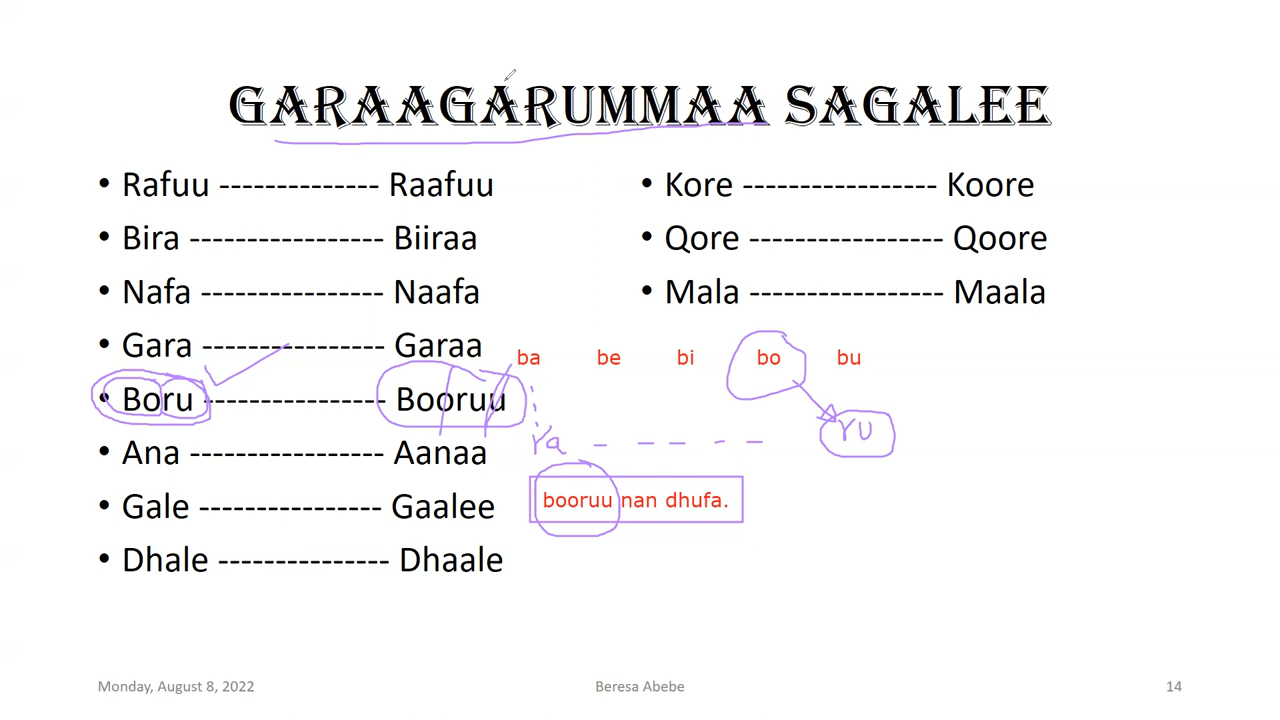 GARAAGARUMMAA SAGALEE
• Rafuu -------------- Raafuu
• Bira ----------------- Biiraa
• Nafa ---------------- Naafa
• Gara ---------------- Garaa
• Boru ---------------- Booruu
• Ana ----------------- Aanaa
• Gale ---------------- Gaalee
• Dhale --------------- Dhaale
• Kore ----------------- Koore
• Qore ----------------- Qoore
• Mala ----------------- Maala
ba be bi bo bu
ra _ _ _ _ _ ru
booruu nan dhufa.
Monday, August 8, 2022
Beresa Abebe
14